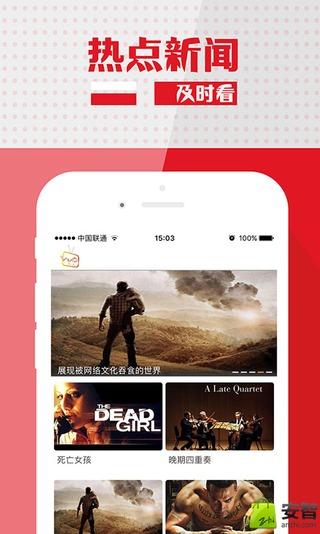 热点新闻
及时看
中国联通
15:03
100%
展现被网络文化吞食的世界
THE
DEAD
GIRL
A Late Quartet
死亡女孩
晚期四重奏
安智
anzhi.com
zhi